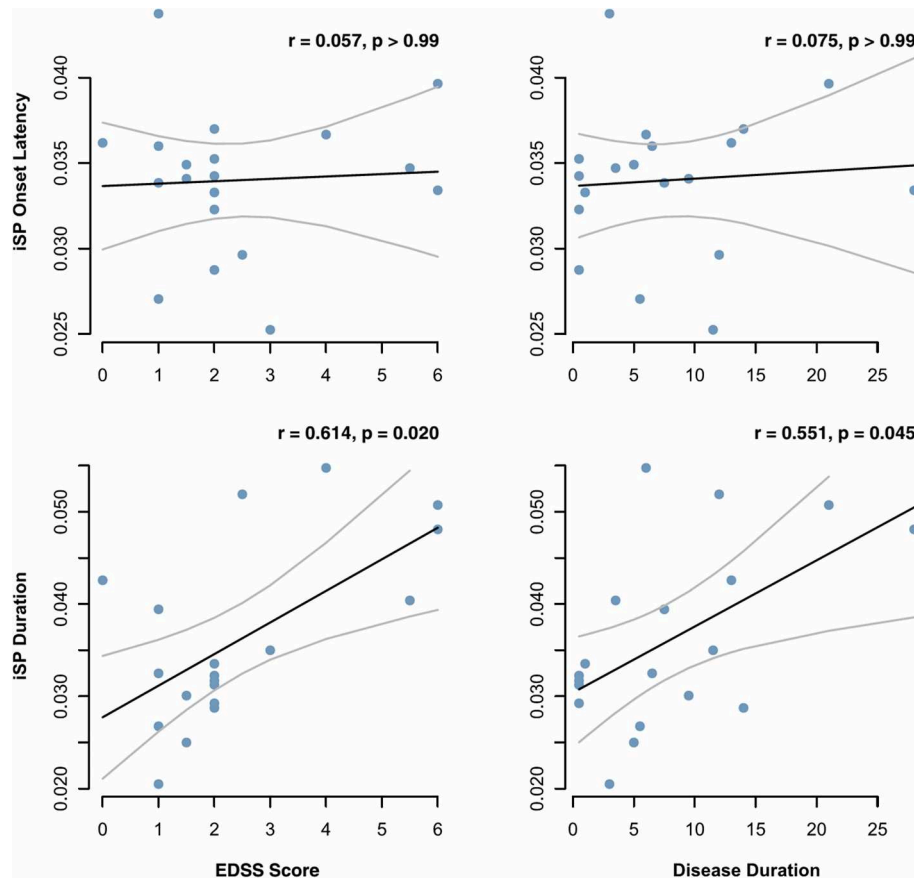 r = 0.057, p > 0.99
iSP Onset Latency
0.040
0.035
0.030
0.025
0 1 2 3 4 5 6
r = 0.075, p > 0.99
0.040
0.035
0.030
0.025
0 5 10 15 20 25
r = 0.614, p = 0.020
iSP Duration
0.050
0.040
0.030
0.020
0 1 2 3 4 5 6
EDSS Score
r = 0.551, p = 0.045
0.050
0.040
0.030
0.020
0 5 10 15 20 25
Disease Duration